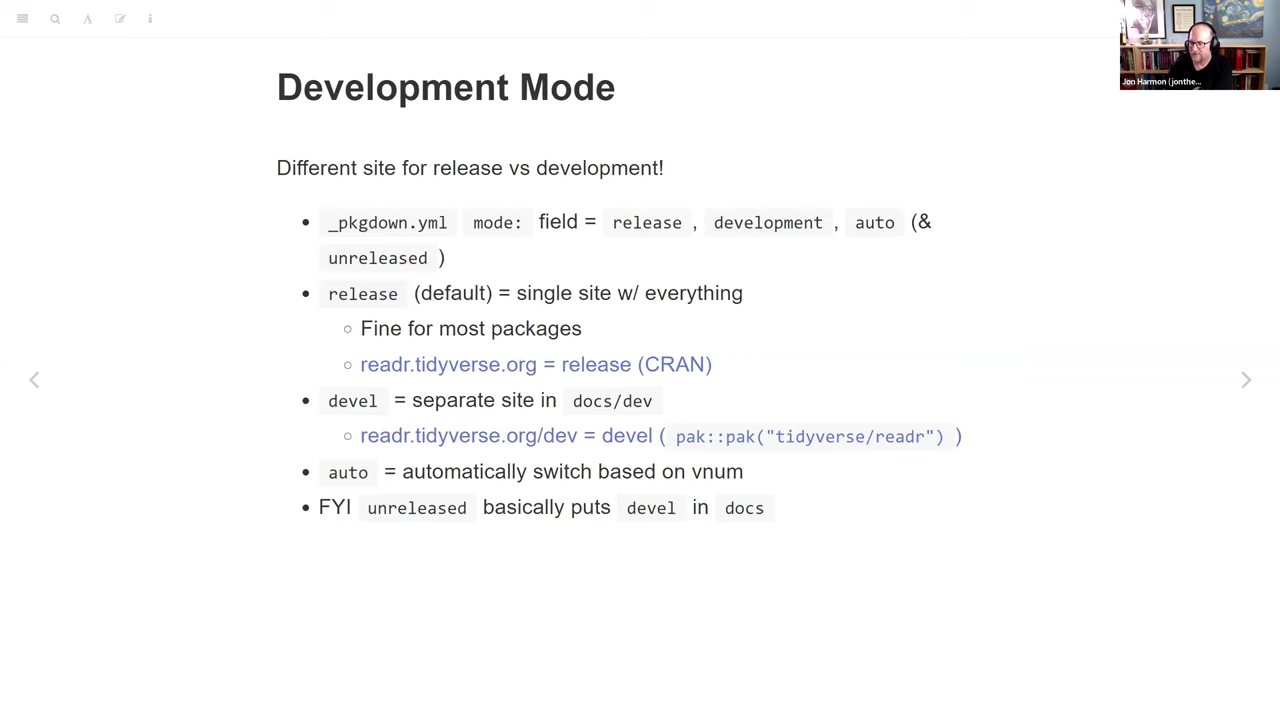 Jon Harmon (jonthe...
Development Mode
Different site for release vs development!
_pkgdown.yml mode: field = release , development , auto (&
unreleased )
release (default) = single site w/ everything
Fine for most packages
readr.tidyverse.org = release (CRAN)
devel = separate site in docs/dev
readr.tidyverse.org/dev = devel ( pak::pak("tidyverse/readr") )
auto = automatically switch based on vnum
FYI unreleased basically puts devel in docs